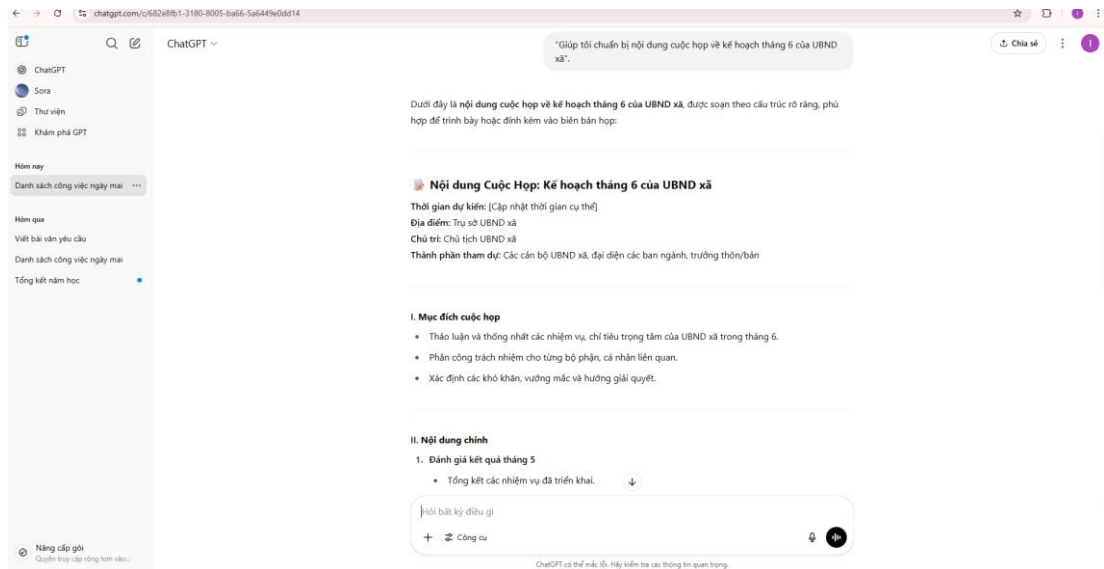 chatgpt.com/c/682e8fb1-3180-8005-ba66-5a6449e0dd14
ChatGPT
Chia sẻ
I
"Giúp tôi chuẩn bị nội dung cuộc họp về kế hoạch tháng 6 của UBND
xã".
ChatGPT
Sora
Thư viện
Khám phá GPT
Hôm nay
Danh sách công việc ngày mai
Hôm qua
Viết bài văn yêu cầu
Danh sách công việc ngày mai
Tổng kết năm học
Nâng cấp gói
Quyền truy cập rộng hơn vào...
Dưới đây là nội dung cuộc họp về kế hoạch tháng 6 của UBND xã, được soạn theo cấu trúc rõ ràng, phù
hợp để trình bày hoặc đính kèm vào biên bản họp:
Nội dung Cuộc Họp: Kế hoạch tháng 6 của UBND xã
Thời gian dự kiến: [Cập nhật thời gian cụ thể]
Địa điểm: Trụ sở UBND xã
Chủ trì: Chủ tịch UBND xã
Thành phần tham dự: Các cán bộ UBND xã, đại diện các ban ngành, trưởng thôn/bản
I. Mục đích cuộc họp
• Thảo luận và thống nhất các nhiệm vụ, chỉ tiêu trọng tâm của UBND xã trong tháng 6.
• Phân công trách nhiệm cho từng bộ phận, cá nhân liên quan.
• Xác định các khó khăn, vướng mắc và hướng giải quyết.
II. Nội dung chính
1. Đánh giá kết quả tháng 5
• Tổng kết các nhiệm vụ đã triển khai.
Hỏi bất kỳ điều gì
Công cụ
ChatGPT có thể mắc lỗi. Hãy kiểm tra các thông tin quan trọng.